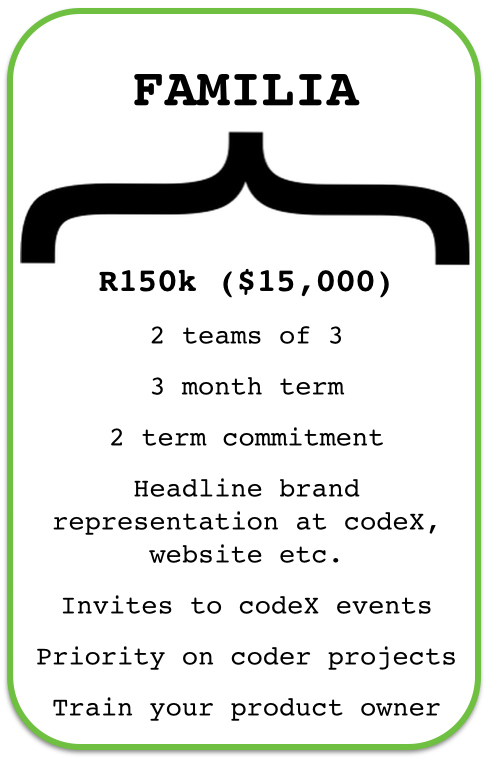 FAMILIA
R150k ($15,000)
2 teams of 3
3 month term
2 term commitment
Headline brand
representation at codeX,
website etc.
Invites to codeX events
Priority on coder projects
Train your product owner